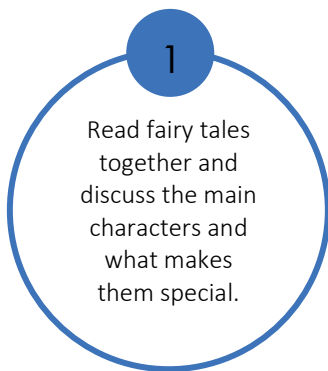 1
Read fairy tales
together and
discuss the main
characters and
what makes
them special.